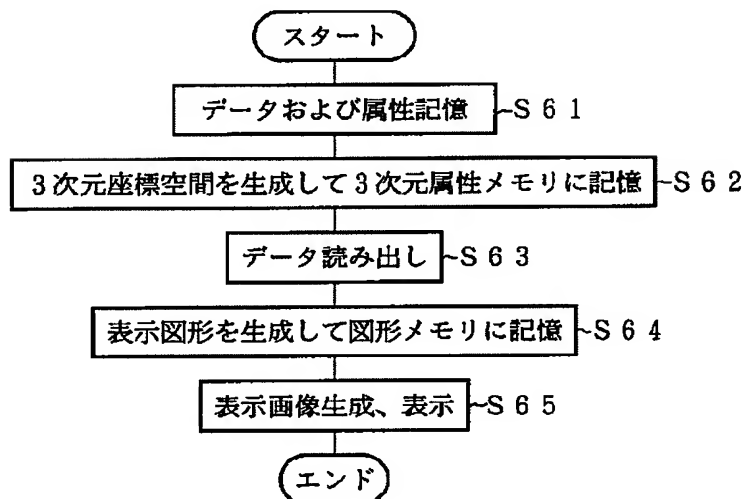 スタート
データおよび属性記憶 ~S61
3次元座標空間を生成して3次元属性メモリに記憶 ~S62
データ読み出し ~S63
表示図形を生成して図形メモリに記憶 ~S64
表示画像生成、表示 ~S65
エンド